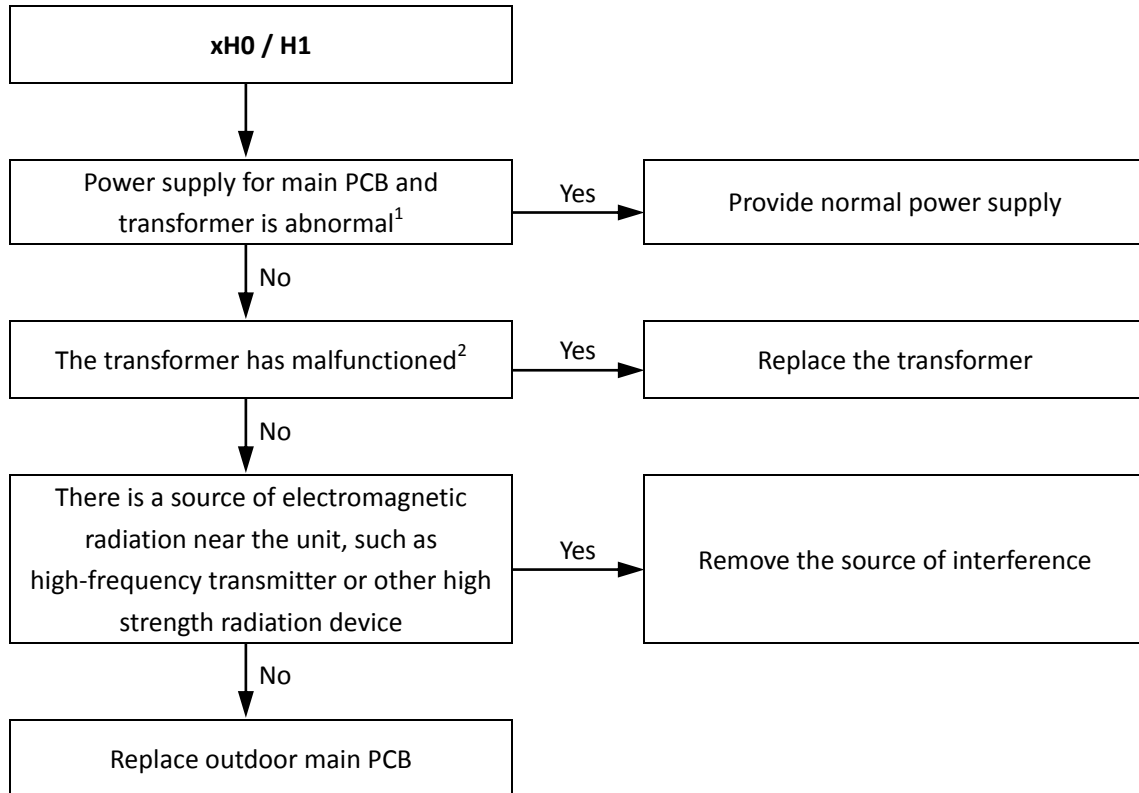 xH0 / H1
Power supply for main PCB and
transformer is abnormal1
Yes
Provide normal power supply
No
The transformer has malfunctioned2
Yes
Replace the transformer
No
There is a source of electromagnetic
radiation near the unit, such as
high-frequency transmitter or other high
strength radiation device
Yes
Remove the source of interference
No
Replace outdoor main PCB